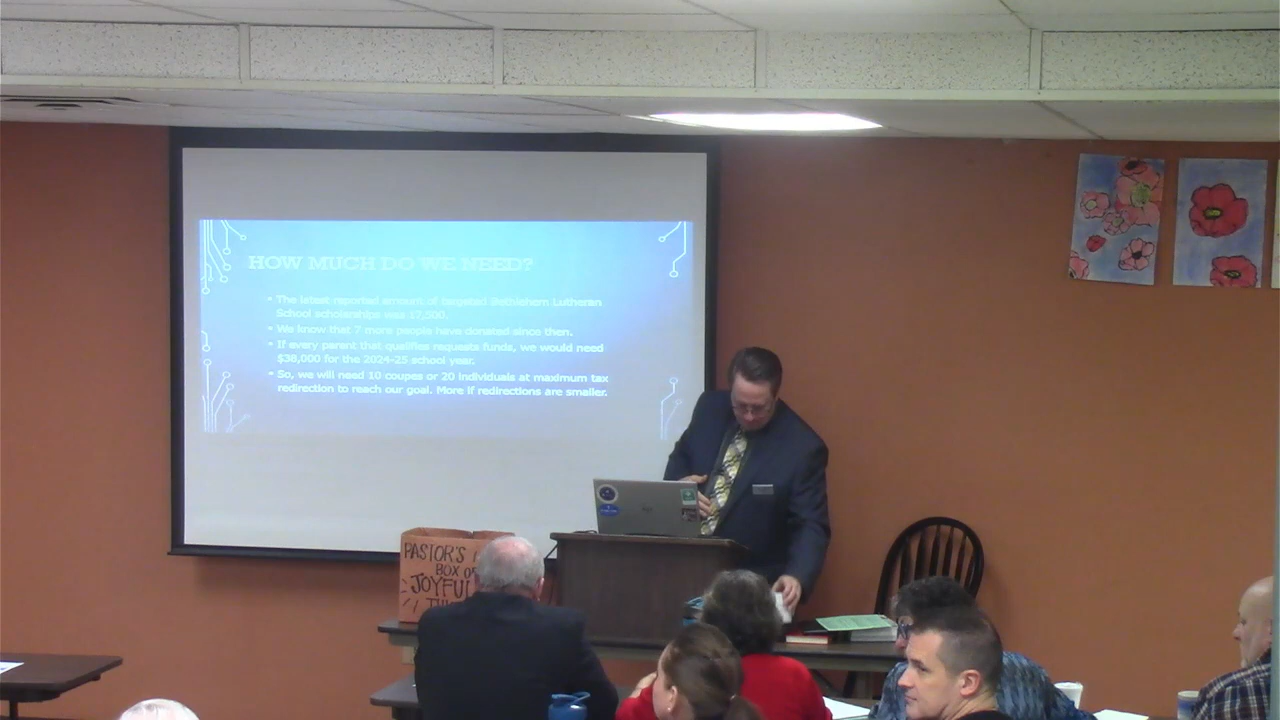 HOW MUCH DO WE NEED?
▪ The latest reported amount of targeted Bethlehem Lutheran
School scholarships was 17,500.
▪ We know that 7 more people have donated since then.
▪ If every parent that qualifies requests funds, we would need
$38,000 for the 2024-25 school year.
▪ So, we will need 10 coupes or 20 individuals at maximum tax
redirection to reach our goal. More if redirections are smaller.
PASTOR'S
BOX OF
JOYFUL